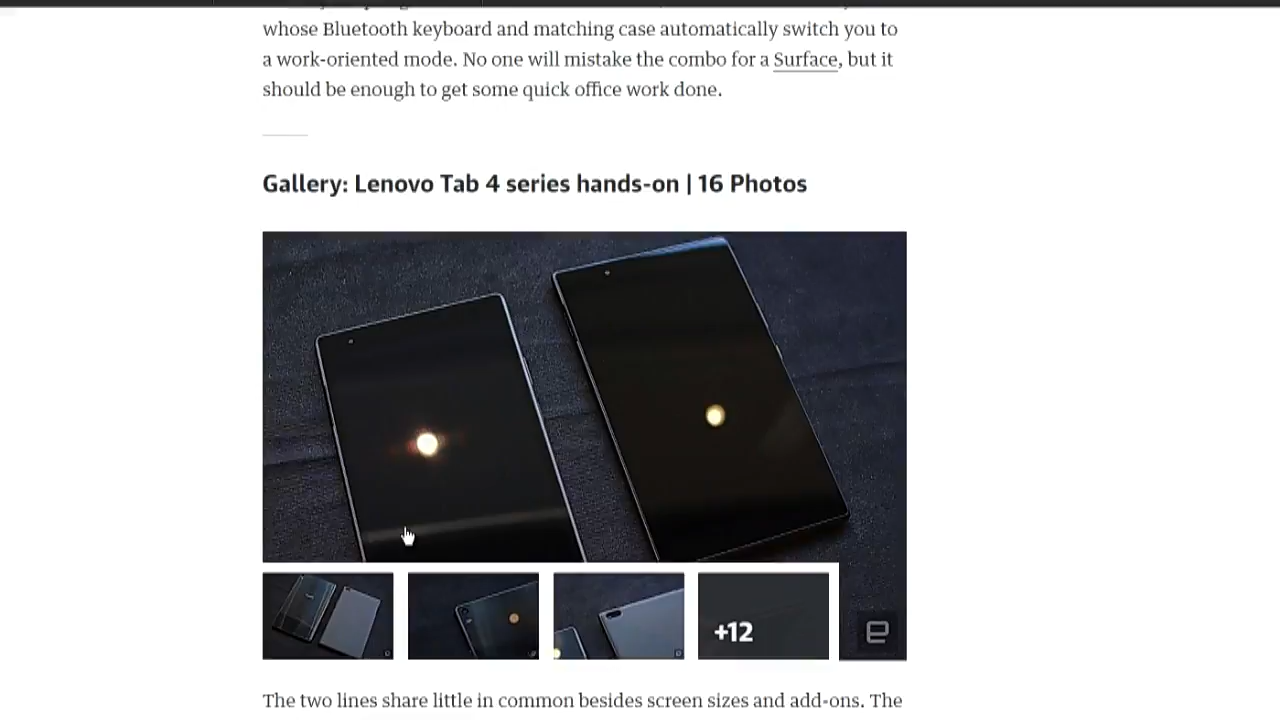 whose Bluetooth keyboard and matching case automatically switch you to
a work-oriented mode. No one will mistake the combo for a Surface, but it
should be enough to get some quick office work done.
Gallery: Lenovo Tab 4 series hands-on | 16 Photos
+12
The two lines share little in common besides screen sizes and add-ons. The